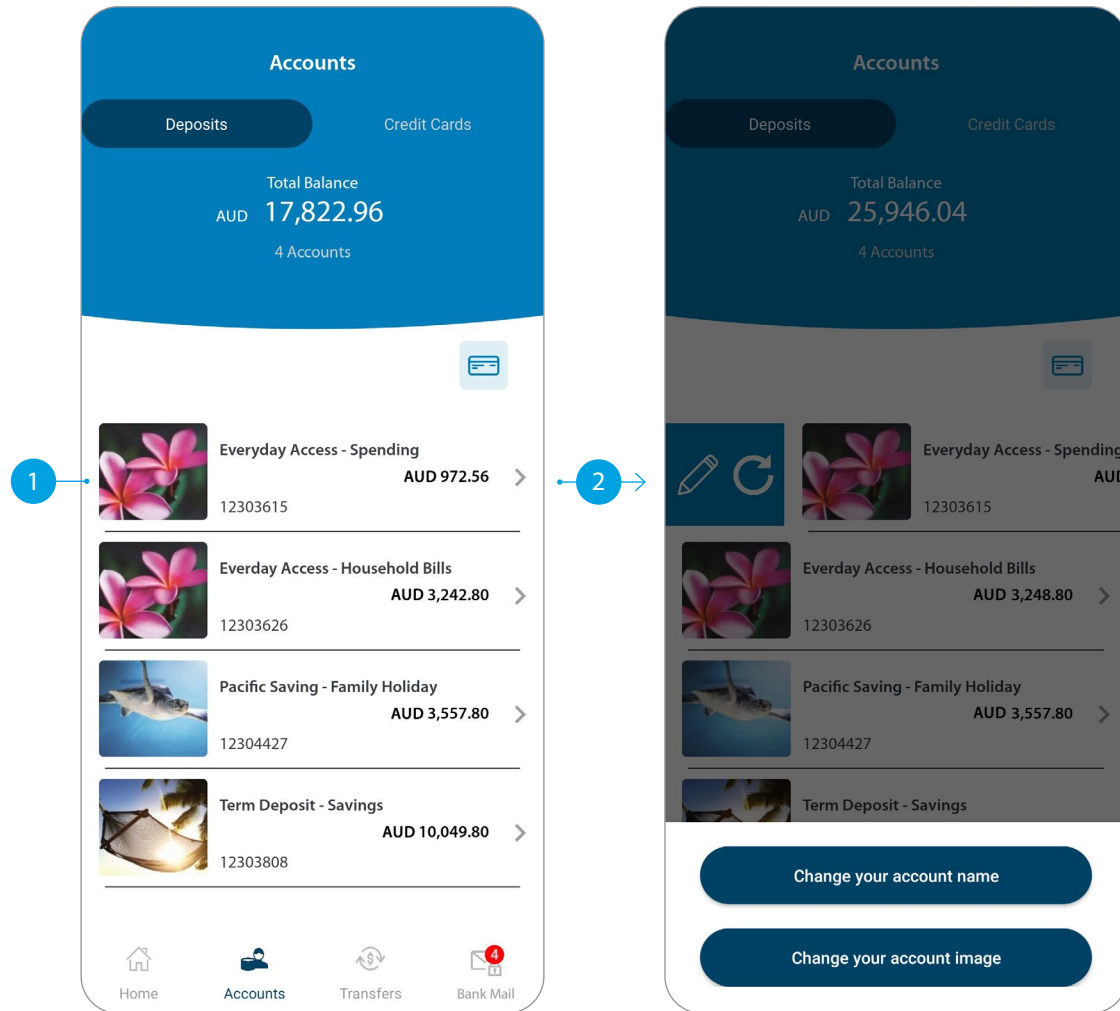 Accounts
Deposits
Credit Cards
Total Balance
AUD 17,822.96
4 Accounts
1
Everyday Access - Spending
AUD 972.56
12303615
Everday Access - Household Bills
AUD 3,242.80
12303626
Pacific Saving - Family Holiday
AUD 3,557.80
12304427
Term Deposit - Savings
AUD 10,049.80
12303808
4
Home
Accounts
Transfers
Bank Mail
2
Accounts
Deposits
Credit Cards
Total Balance
AUD 25,946.04
4 Accounts
Everyday Access - Spending
AUD
12303615
Everday Access - Household Bills
AUD 3,248.80
12303626
Pacific Saving - Family Holiday
AUD 3,557.80
12304427
Term Deposit - Savings
Change your account name
Change your account image